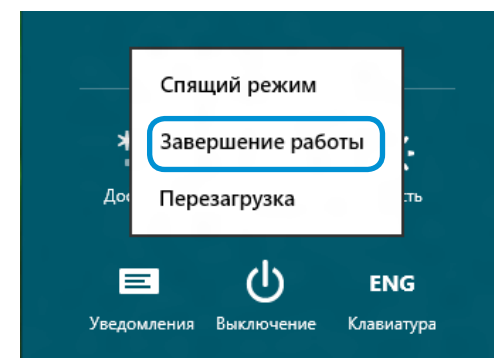 Спящий режим
Завершение работы
Перезагрузка
ENG
Уведомления Выключение Клавиатура